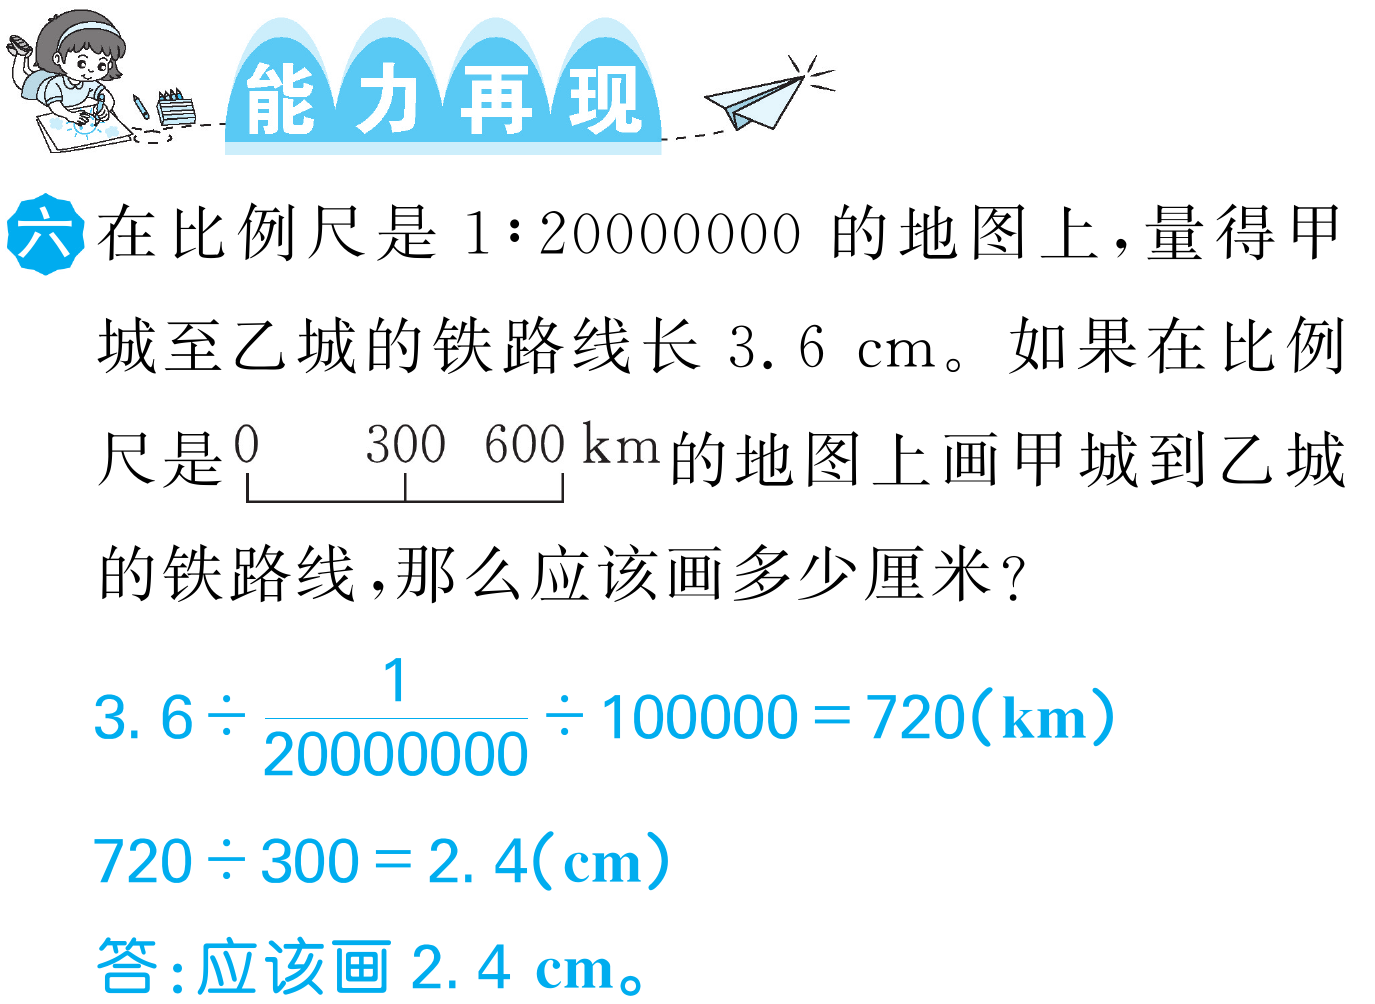 能力再现
六 在比例尺是 1∶20000000 的地图上,量得甲
城至乙城的铁路线长 3.6 cm。如果在比例
尺是 0 300 600 km 的地图上画甲城到乙城
的铁路线,那么应该画多少厘米?
3.6÷1/20000000÷100000=720(km)
720÷300=2.4(cm)
答:应该画 2.4 cm。